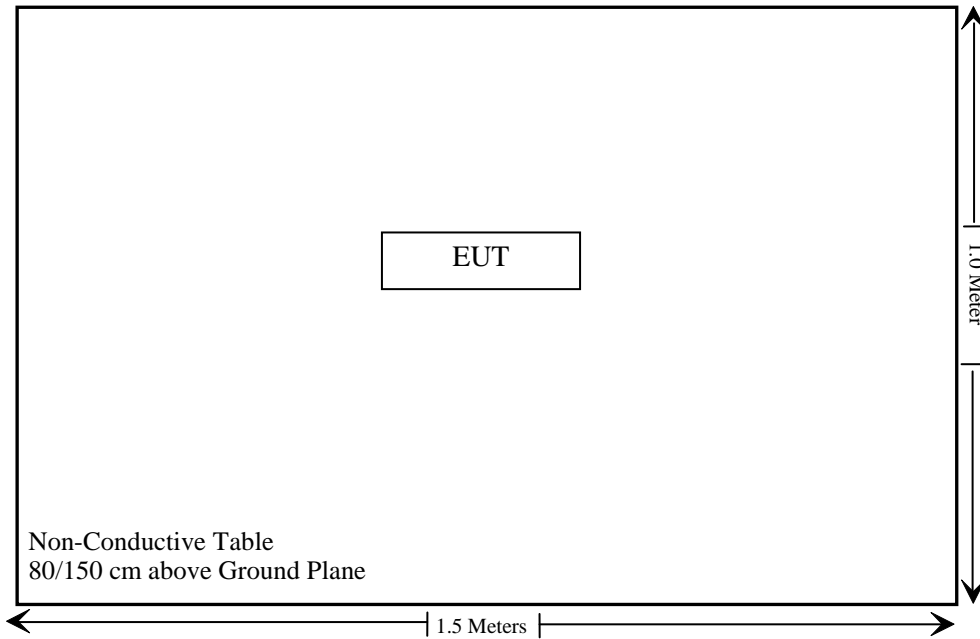 EUT
1.0 Meter
Non-Conductive Table
80/150 cm above Ground Plane
1.5 Meters